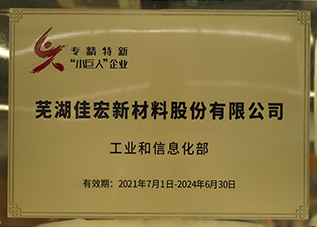 专精特新
“小巨人”企业
芜湖佳宏新材料股份有限公司
工业和信息化部
有效期：2021年7月1日-2024年6月30日